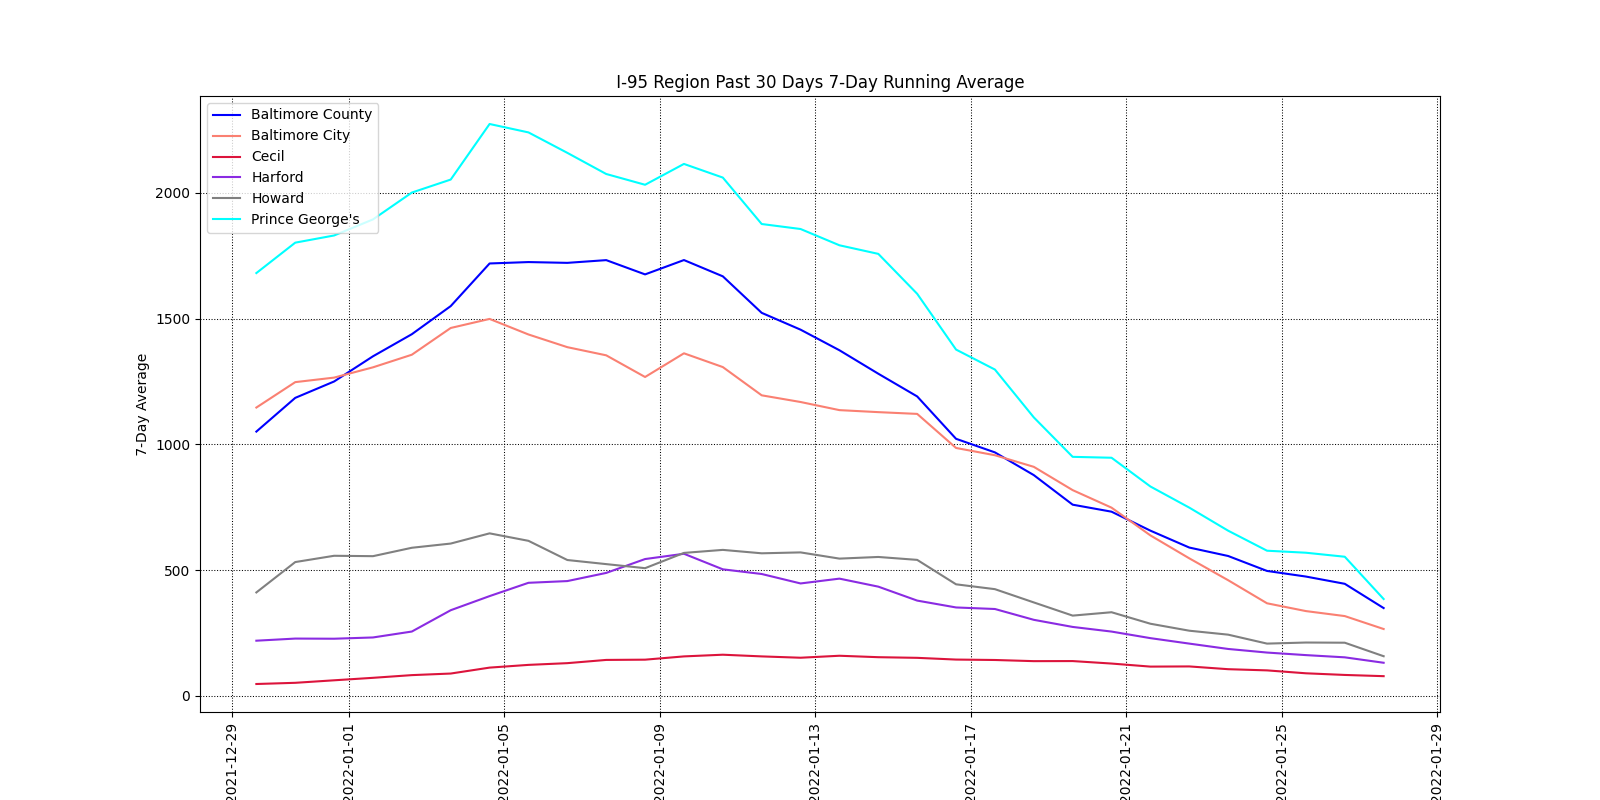 I-95 Region Past 30 Days 7-Day Running Average
Baltimore County
Baltimore City
Cecil
Harford
Howard
Prince George's
7-Day Average
2000
1500
1000
500
0
2021-12-29
2022-01-01
2022-01-05
2022-01-09
2022-01-13
2022-01-17
2022-01-21
2022-01-25
2022-01-29